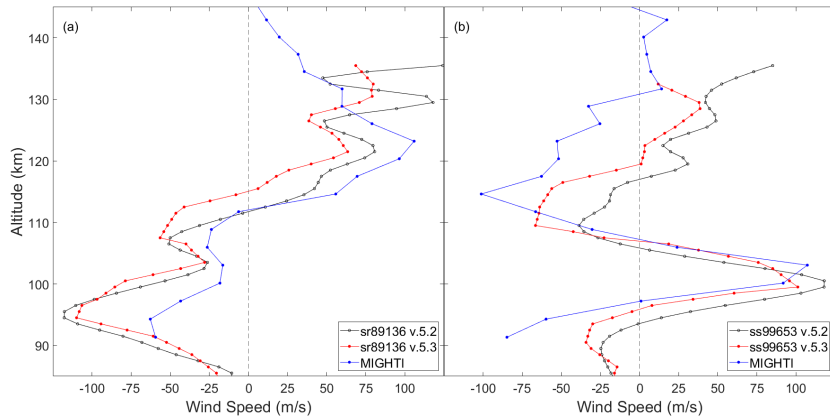 (a)
(b)
140
130
120
110
100
90
Altitude (km)
sr89136 v.5.2
sr89136 v.5.3
MIGHTI
ss99653 v.5.2
ss99653 v.5.3
MIGHTI
-100 -75 -50 -25 0 25 50 75 100
-100 -75 -50 -25 0 25 50 75 100
Wind Speed (m/s)
Wind Speed (m/s)